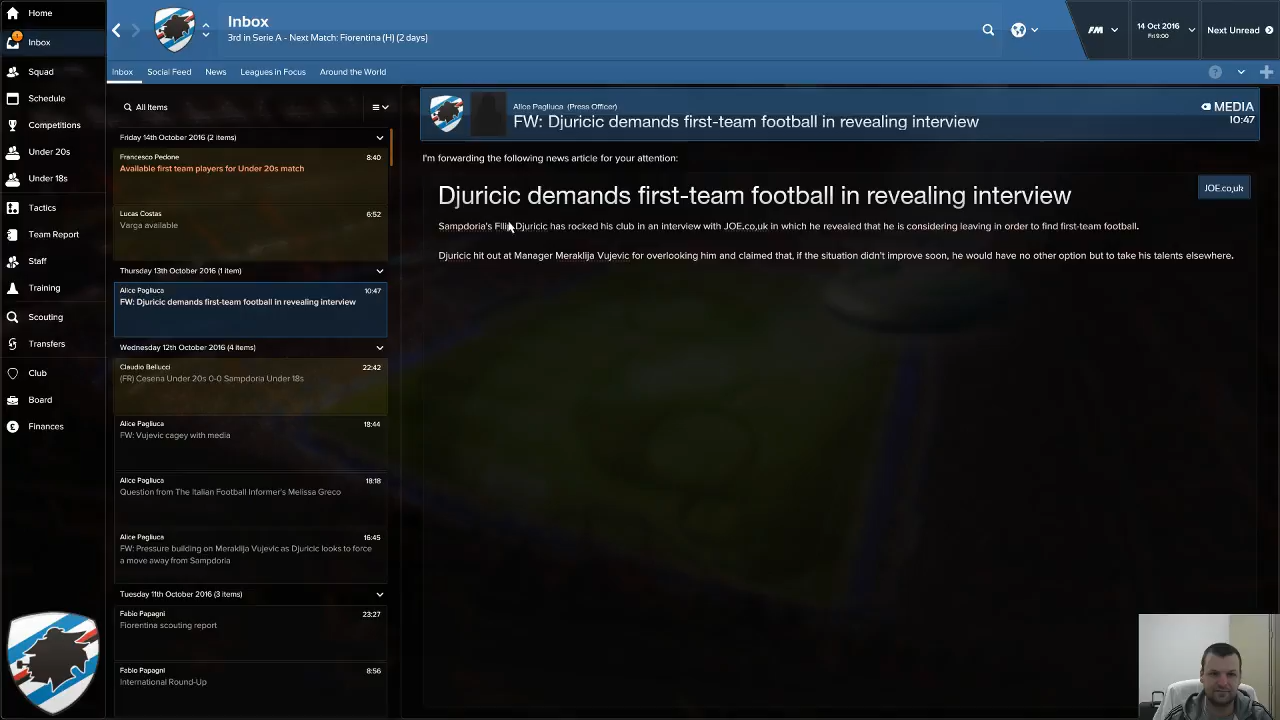 Home
Inbox
Squad
Schedule
Competitions
Under 20s
Under 18s
Tactics
Team Report
Staff
Training
Scouting
Transfers
Club
Board
Finances
Inbox
3rd in Serie A - Next Match: Fiorentina (H) (2 days)
FM
14 Oct 2016
Fri 9:00
Next Unread
Inbox
Social Feed
News
Leagues in Focus
Around the World
All Items
Friday 14th October 2016 (2 items)
Francesco Pedone 8:40
Available first team players for Under 20s match
Lucas Costas 6:52
Varga available
Thursday 13th October 2016 (1 item)
Alice Pagliuca 10:47
FW: Djuricic demands first-team football in revealing interview
Wednesday 12th October 2016 (4 items)
Claudio Bellucci 22:42
(FR) Cesena Under 20s 0-0 Sampdoria Under 18s
Alice Pagliuca 18:44
FW: Vujevic cagey with media
Alice Pagliuca 18:18
Question from The Italian Football Informer's Melissa Greco
Alice Pagliuca 16:45
FW: Pressure building on Meraklija Vujevic as Djuricic looks to force
a move away from Sampdoria
Tuesday 11th October 2016 (3 items)
Fabio Papagni 23:27
Fiorentina scouting report
Fabio Papagni 8:56
International Round-Up
Alice Pagliuca (Press Officer)
FW: Djuricic demands first-team football in revealing interview
MEDIA
10:47
I'm forwarding the following news article for your attention:
Djuricic demands first-team football in revealing interview
JOE.co.uk
Sampdoria's Filip Djuricic has rocked his club in an interview with JOE.co.uk in which he revealed that he is considering leaving in order to find first-team football.
Djuricic hit out at Manager Meraklija Vujevic for overlooking him and claimed that, if the situation didn't improve soon, he would have no other option but to take his talents elsewhere.